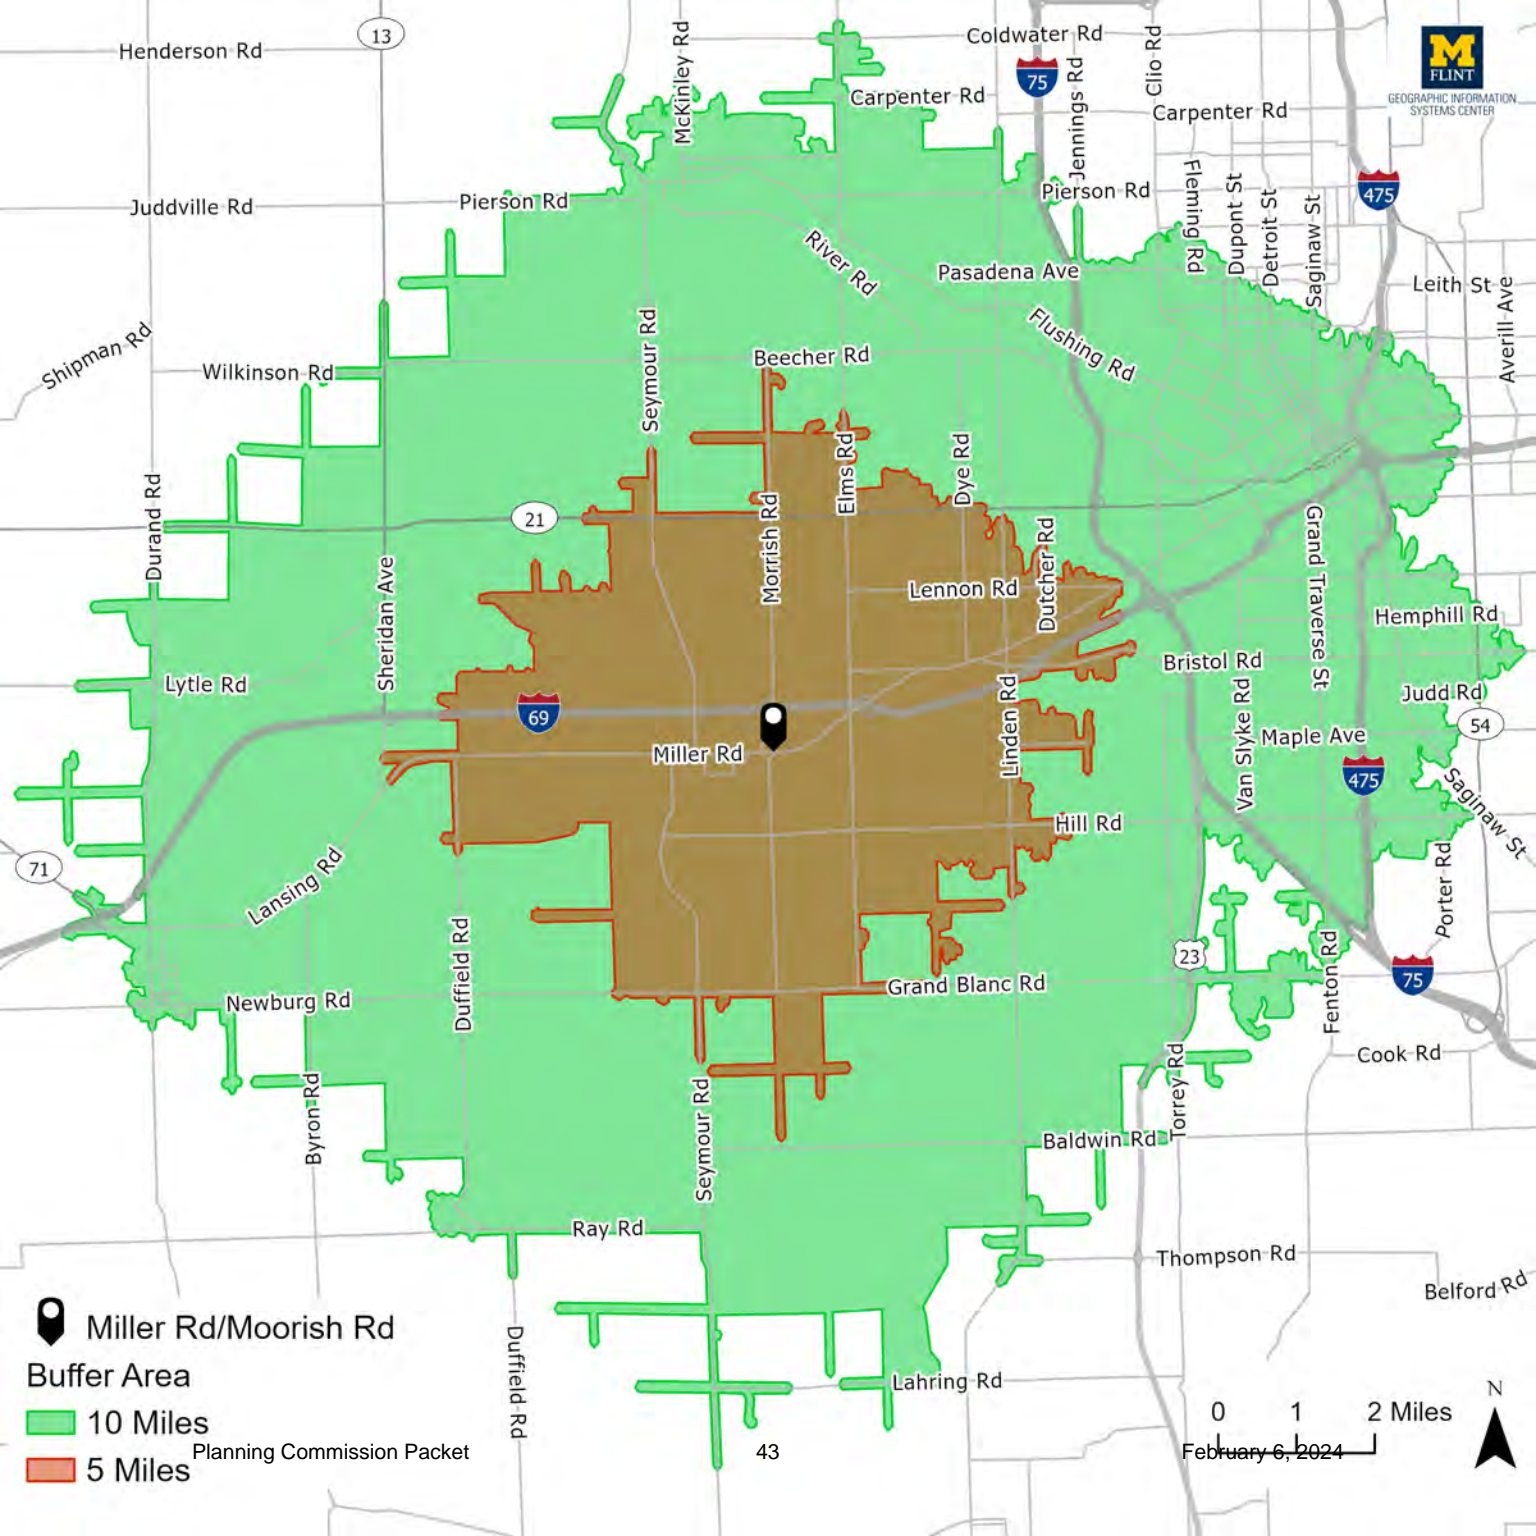 Henderson Rd
13
McKinley Rd
Coldwater Rd
75
Jennings Rd
Clio Rd
M
FLINT
GEOGRAPHIC INFORMATION
SYSTEMS CENTER
Carpenter Rd
Carpenter Rd
Juddville Rd
Pierson Rd
Pierson Rd
Fleming Rd
Dupont St
Detroit St
Saginaw St
475
River Rd
Pasadena Ave
Leith St
Averill Ave
Shipman Rd
Wilkinson Rd
Seymour Rd
Beecher Rd
Flushing Rd
Durand Rd
21
Morrish Rd
Elms Rd
Dye Rd
Dutcher Rd
Grand Traverse St
Sheridan Ave
Lennon Rd
Hemphill Rd
Lytle Rd
Bristol Rd
Judd Rd
69
Miller Rd
Linden Rd
Van Slyke Rd
Maple Ave
54
475
Saginaw St
Hill Rd
71
Lansing Rd
Porter Rd
Duffield Rd
23
Fenton Rd
75
Newburg Rd
Grand Blanc Rd
Cook Rd
Byron Rd
Seymour Rd
Torrey Rd
Baldwin Rd
Ray Rd
Thompson Rd
Belford Rd
Duffield Rd
Lahring Rd
Miller Rd/Moorish Rd
Buffer Area
10 Miles
5 Miles
N
0 1 2 Miles
Planning Commission Packet 43 February 6, 2024